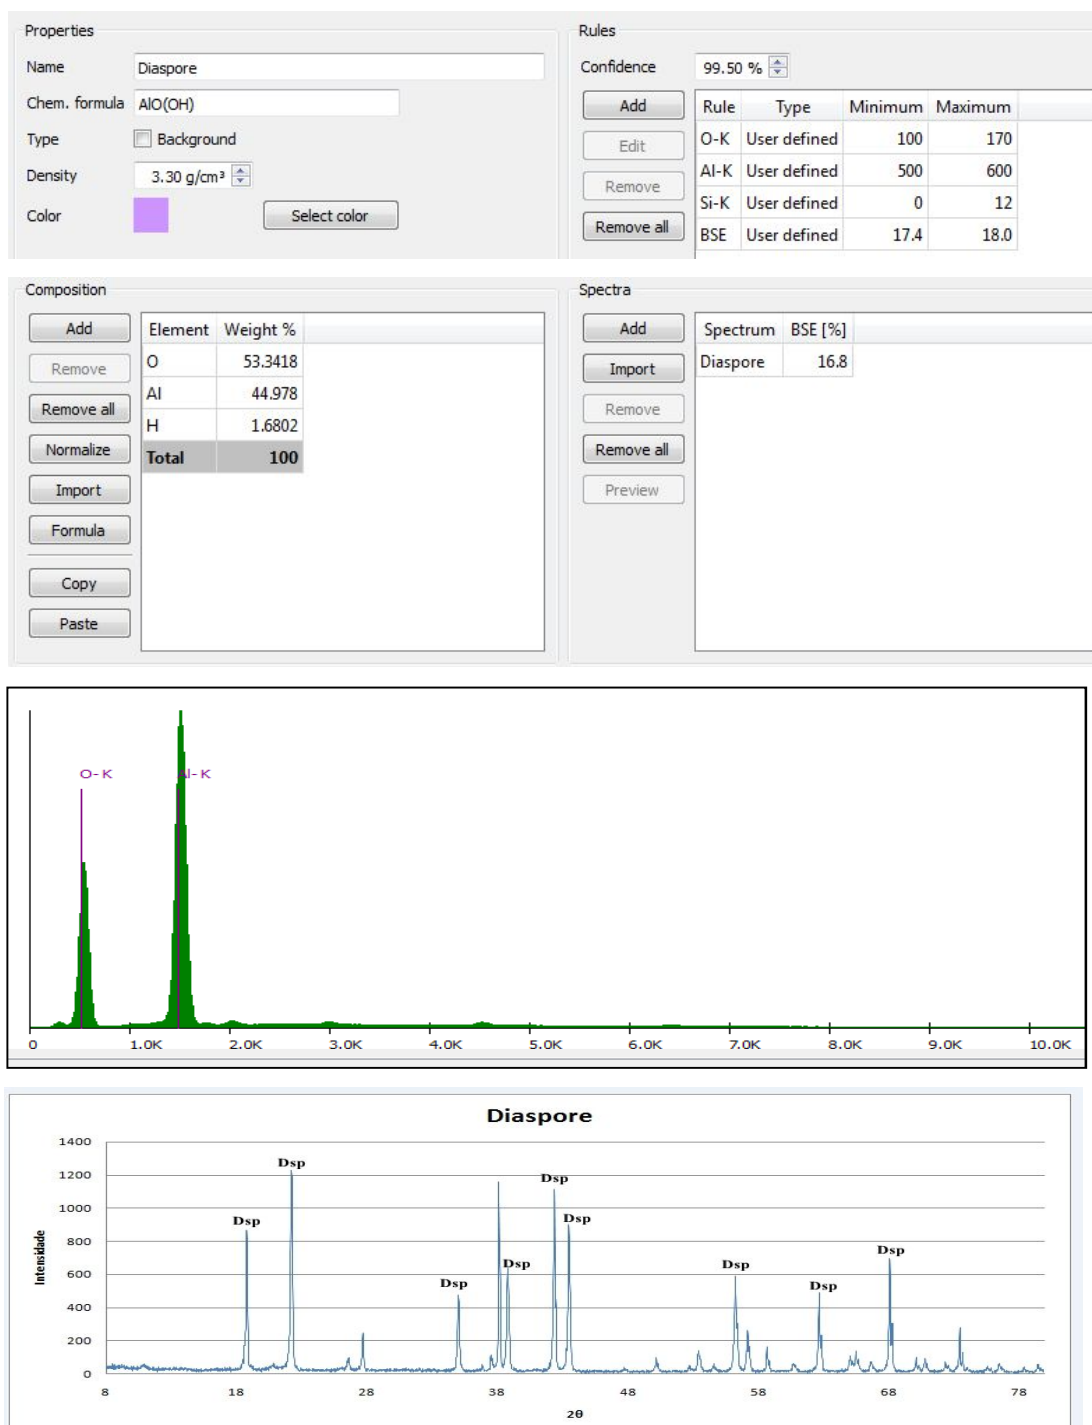 Properties
Name Diaspore
Chem. formula AlO(OH)
Type Background
Density 3.30 g/cm³
Color Select color
Rules
Confidence 99.50 %
Add
Edit
Remove
Remove all
Rule Type Minimum Maximum
O-K User defined 100 170
Al-K User defined 500 600
Si-K User defined 0 12
BSE User defined 17.4 18.0
Composition
Add
Remove
Remove all
Normalize
Import
Formula
Copy
Paste
Element Weight %
O 53.3418
Al 44.978
H 1.6802
Total 100
Spectra
Add
Import
Remove
Remove all
Preview
Spectrum BSE [%]
Diaspore 16.8
O-K Al-K
0 1.0K 2.0K 3.0K 4.0K 5.0K 6.0K 7.0K 8.0K 9.0K 10.0K
Diaspore
Intensidade
1400
1200
1000
800
600
400
200
0
Dsp Dsp Dsp Dsp Dsp Dsp Dsp Dsp Dsp
8 18 28 38 48 58 68 78
2θ